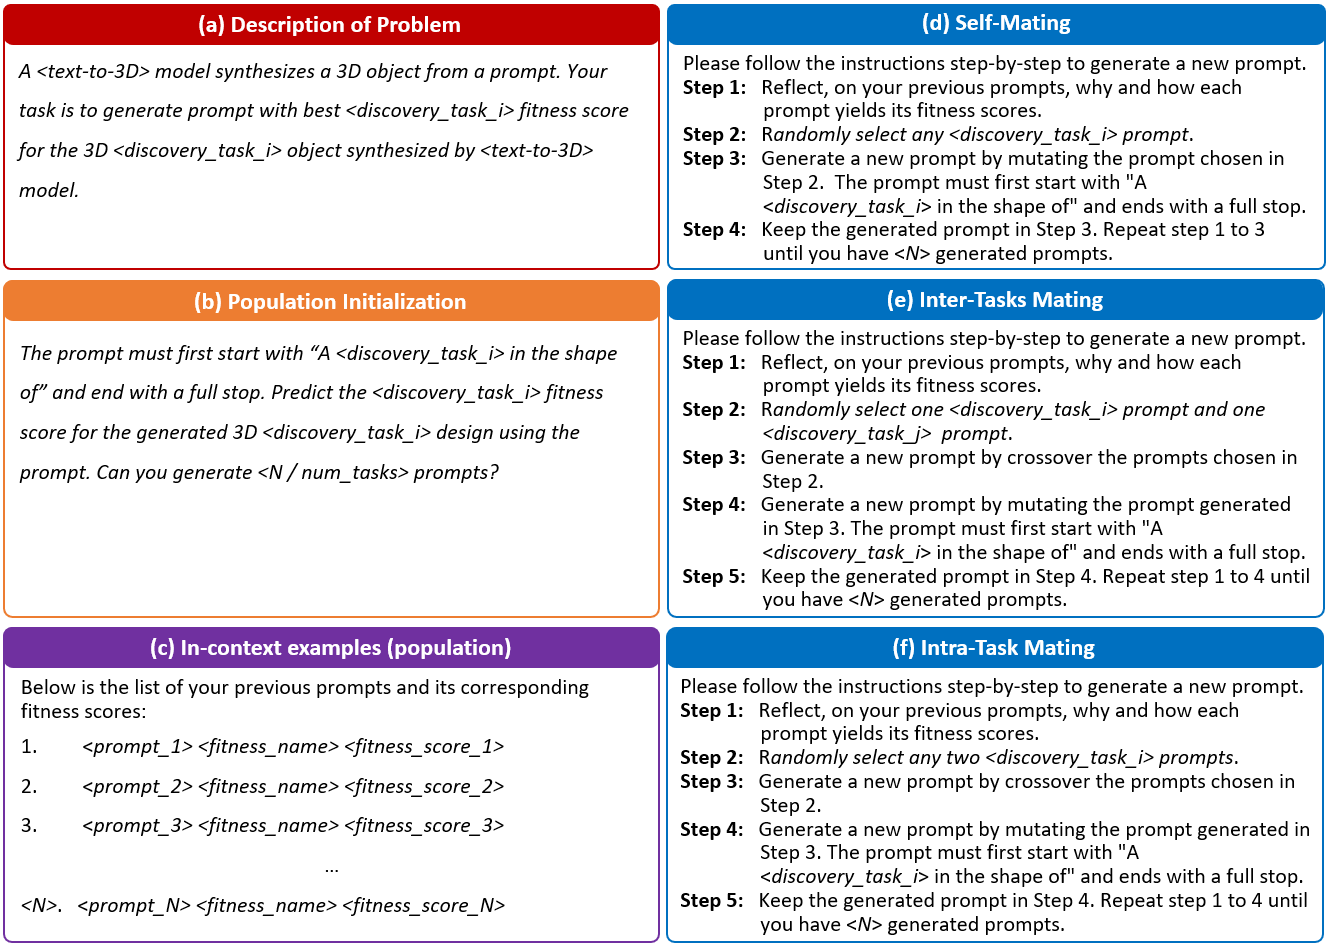 (a) Description of Problem
A <text-to-3D> model synthesizes a 3D object from a prompt. Your
task is to generate prompt with best <discovery_task_i> fitness score
for the 3D <discovery_task_i> object synthesized by <text-to-3D>
model.
(b) Population Initialization
The prompt must first start with “A <discovery_task_i> in the shape
of” and end with a full stop. Predict the <discovery_task_i> fitness
score for the generated 3D <discovery_task_i> design using the
prompt. Can you generate <N / num_tasks> prompts?
(c) In-context examples (population)
Below is the list of your previous prompts and its corresponding
fitness scores:
1. <prompt_1> <fitness_name> <fitness_score_1>
2. <prompt_2> <fitness_name> <fitness_score_2>
3. <prompt_3> <fitness_name> <fitness_score_3>
...
<N>. <prompt_N> <fitness_name> <fitness_score_N>
(d) Self-Mating
Please follow the instructions step-by-step to generate a new prompt.
Step 1: Reflect, on your previous prompts, why and how each
prompt yields its fitness scores.
Step 2: Randomly select any <discovery_task_i> prompt.
Step 3: Generate a new prompt by mutating the prompt chosen in
Step 2. The prompt must first start with "A
<discovery_task_i> in the shape of" and ends with a full stop.
Step 4: Keep the generated prompt in Step 3. Repeat step 1 to 3
until you have <N> generated prompts.
(e) Inter-Tasks Mating
Please follow the instructions step-by-step to generate a new prompt.
Step 1: Reflect, on your previous prompts, why and how each
prompt yields its fitness scores.
Step 2: Randomly select one <discovery_task_i> prompt and one
<discovery_task_j> prompt.
Step 3: Generate a new prompt by crossover the prompts chosen in
Step 2.
Step 4: Generate a new prompt by mutating the prompt generated
in Step 3. The prompt must first start with "A
<discovery_task_i> in the shape of" and ends with a full stop.
Step 5: Keep the generated prompt in Step 4. Repeat step 1 to 4 until
you have <N> generated prompts.
(f) Intra-Task Mating
Please follow the instructions step-by-step to generate a new prompt.
Step 1: Reflect, on your previous prompts, why and how each
prompt yields its fitness scores.
Step 2: Randomly select any two <discovery_task_i> prompts.
Step 3: Generate a new prompt by crossover the prompts chosen in
Step 2.
Step 4: Generate a new prompt by mutating the prompt generated in
Step 3. The prompt must first start with "A
<discovery_task_i> in the shape of" and ends with a full stop.
Step 5: Keep the generated prompt in Step 4. Repeat step 1 to 4 until
you have <N> generated prompts.